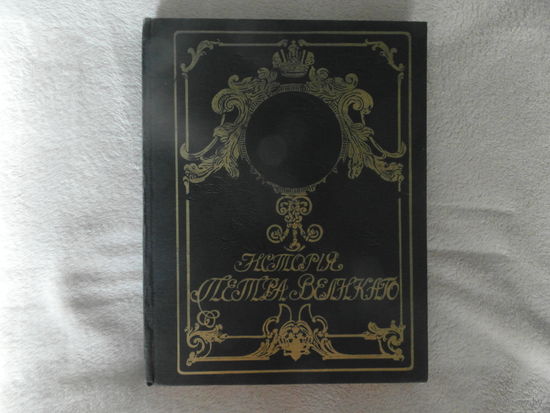 Исторія
Петра Великаго